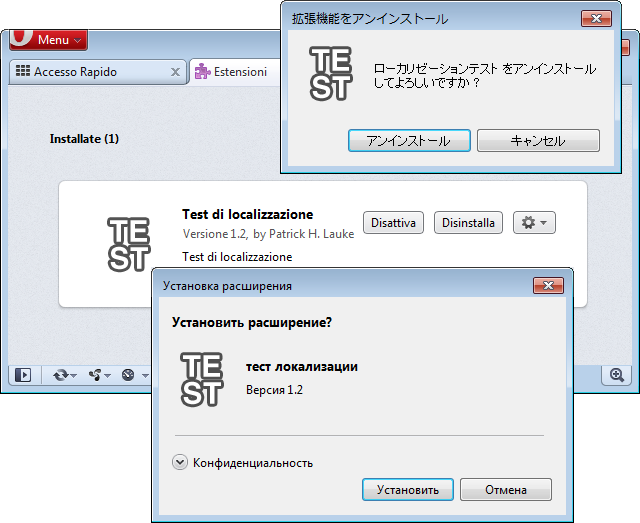 拡張機能をアンインストール
TE
ST
ローカリゼーションテスト をアンインストール
してよろしいですか？
アンインストール
キャンセル
Menu
Accesso Rapido
Estensioni
Installate (1)
TE
ST
Test di localizzazione
Versione 1.2, by Patrick H. Lauke
Test di localizzazione
Disattiva
Disinstalla
Установка расширения
Установить расширение?
TE
ST
тест локализации
Версия 1.2
Конфиденциальность
Установить
Отмена